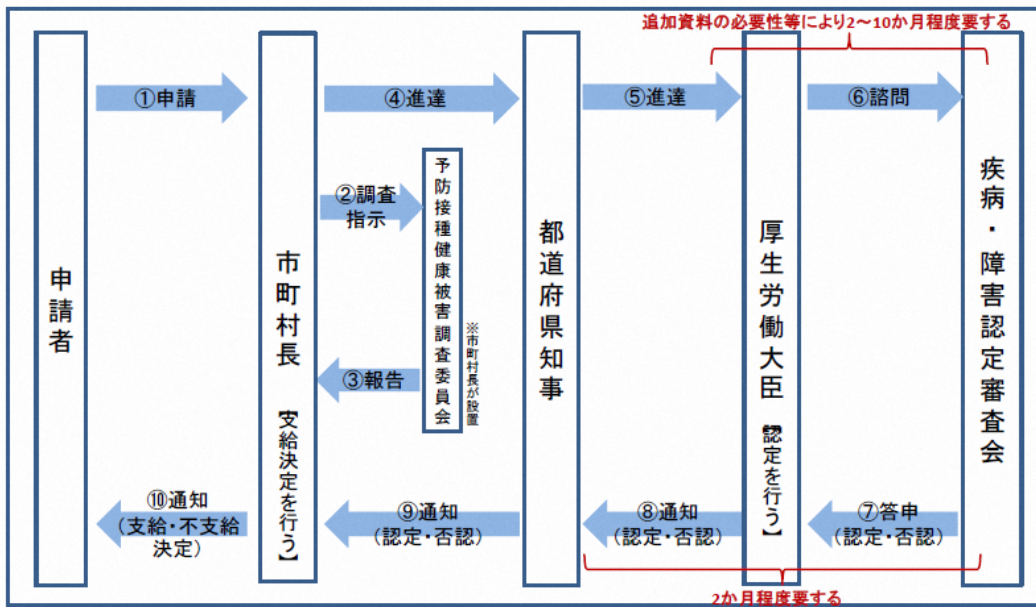 追加資料の必要性等により2～10か月程度要する
①申請
④進達
⑤進達
⑥諮問
②調査
指示
③報告
申請者
市町村長 【支給決定を行う】
予防接種健康被害調査委員会
※市町村長が設置
都道府県知事
厚生労働大臣 【認定を行う】
疾病・障害認定審査会
⑩通知
(支給・不支給
決定)
⑨通知
(認定・否認)
⑧通知
(認定・否認)
⑦答申
(認定・否認)
2か月程度要する